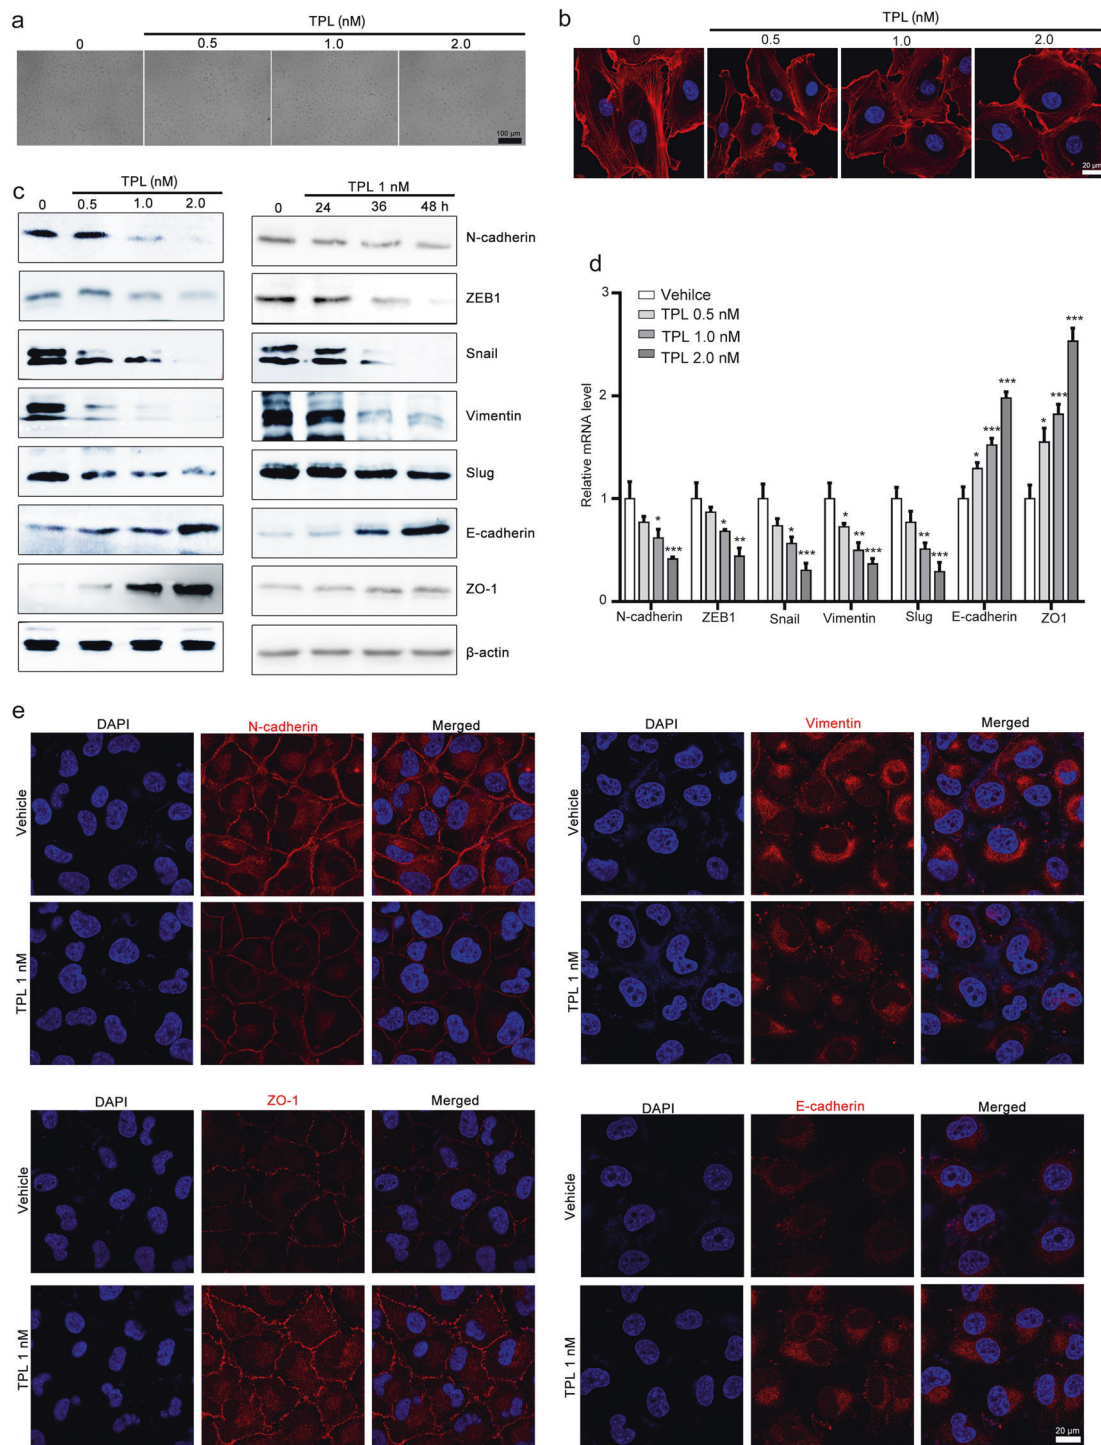 a
TPL (nM)
0 0.5 1.0 2.0
100 µm
b
TPL (nM)
0 0.5 1.0 2.0
20 µm
c
TPL (nM)
0 0.5 1.0 2.0
TPL 1 nM
0 24 36 48 h
N-cadherin
ZEB1
Snail
Vimentin
Slug
E-cadherin
ZO-1
β-actin
d
Relative mRNA level
3
2
1
0
Vehilce
TPL 0.5 nM
TPL 1.0 nM
TPL 2.0 nM
* ***
* **
* ***
* ** ***
** ***
* *** ***
* *** ***
N-cadherin ZEB1 Snail Vimentin Slug E-cadherin ZO1
e
DAPI N-cadherin Merged
Vehicle
TPL 1 nM
DAPI Vimentin Merged
Vehicle
TPL 1 nM
DAPI ZO-1 Merged
Vehicle
TPL 1 nM
DAPI E-cadherin Merged
Vehicle
TPL 1 nM
20 µm